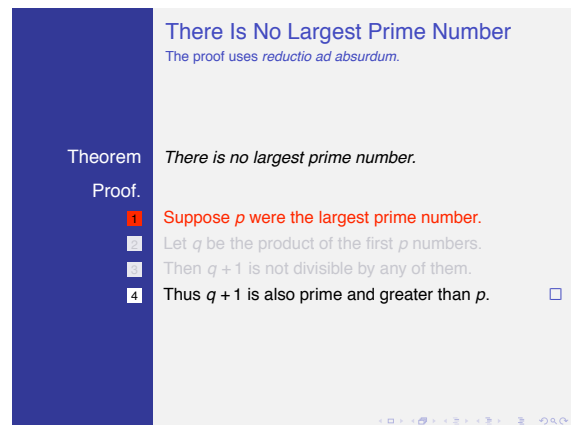 There Is No Largest Prime Number
The proof uses reductio ad absurdum.
Theorem There is no largest prime number.
Proof.
1 Suppose p were the largest prime number.
2 Let q be the product of the first p numbers.
3 Then q + 1 is not divisible by any of them.
4 Thus q + 1 is also prime and greater than p.